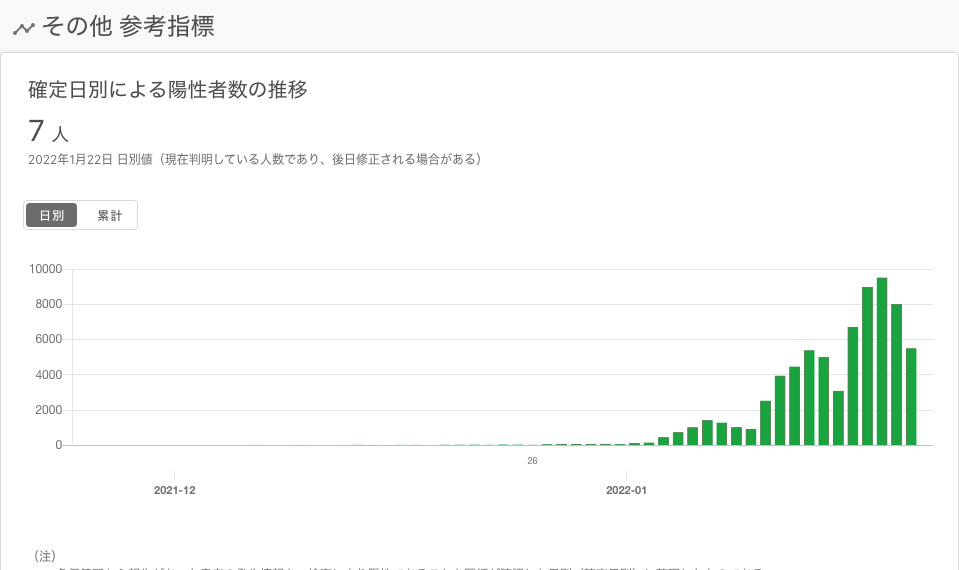 その他 参考指標
確定日別による陽性者数の推移
7 人
2022年1月22日 日別値（現在判明している人数であり、後日修正される場合がある）
日別 累計
10000
8000
6000
4000
2000
0
26
2021-12 2022-01
（注）